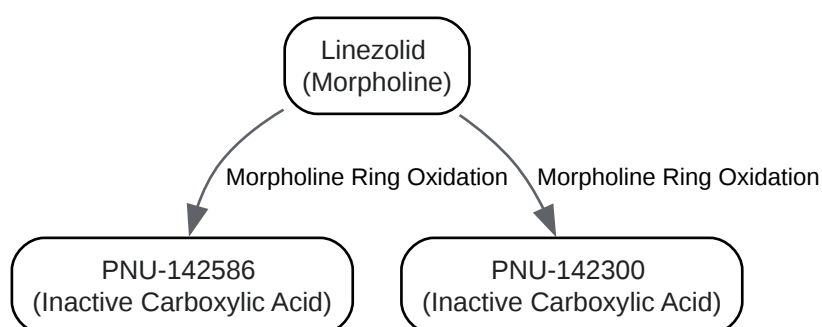 Linezolid
(Morpholine)
Morpholine Ring Oxidation
Morpholine Ring Oxidation
PNU-142586
(Inactive Carboxylic Acid)
PNU-142300
(Inactive Carboxylic Acid)